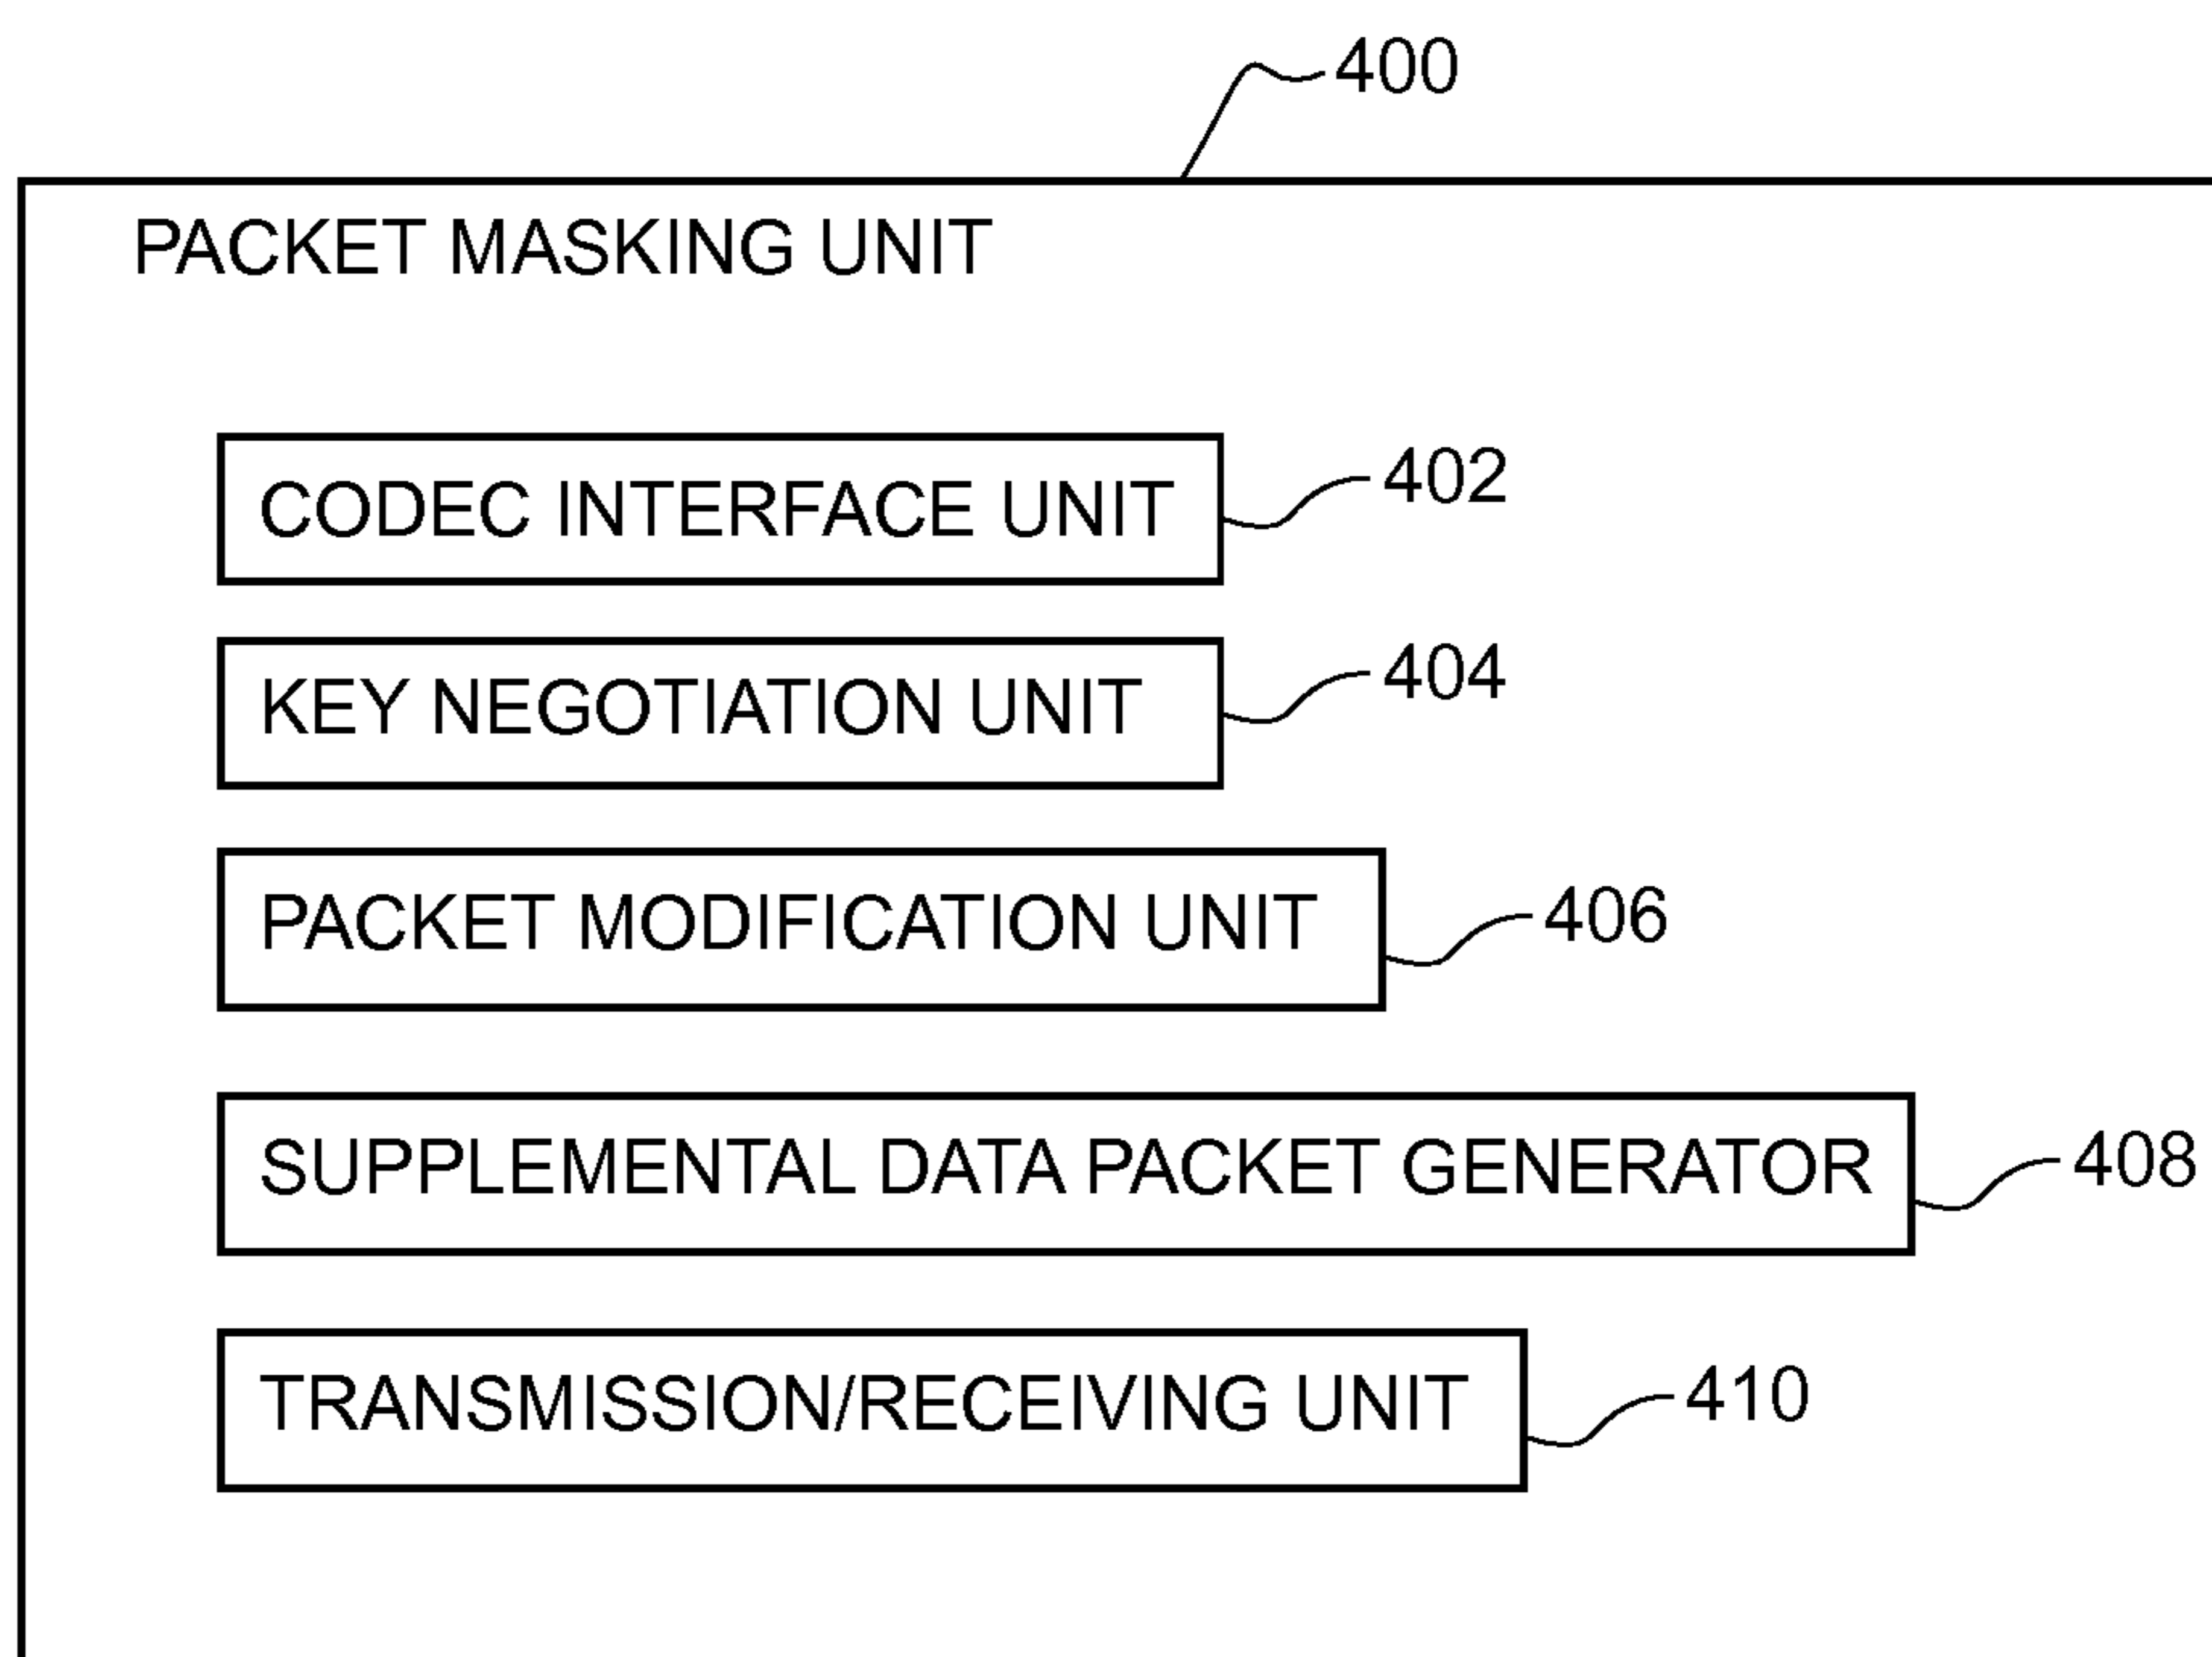 400
PACKET MASKING UNIT
CODEC INTERFACE UNIT
402
KEY NEGOTIATION UNIT
404
PACKET MODIFICATION UNIT
406
SUPPLEMENTAL DATA PACKET GENERATOR
408
TRANSMISSION/RECEIVING UNIT
410